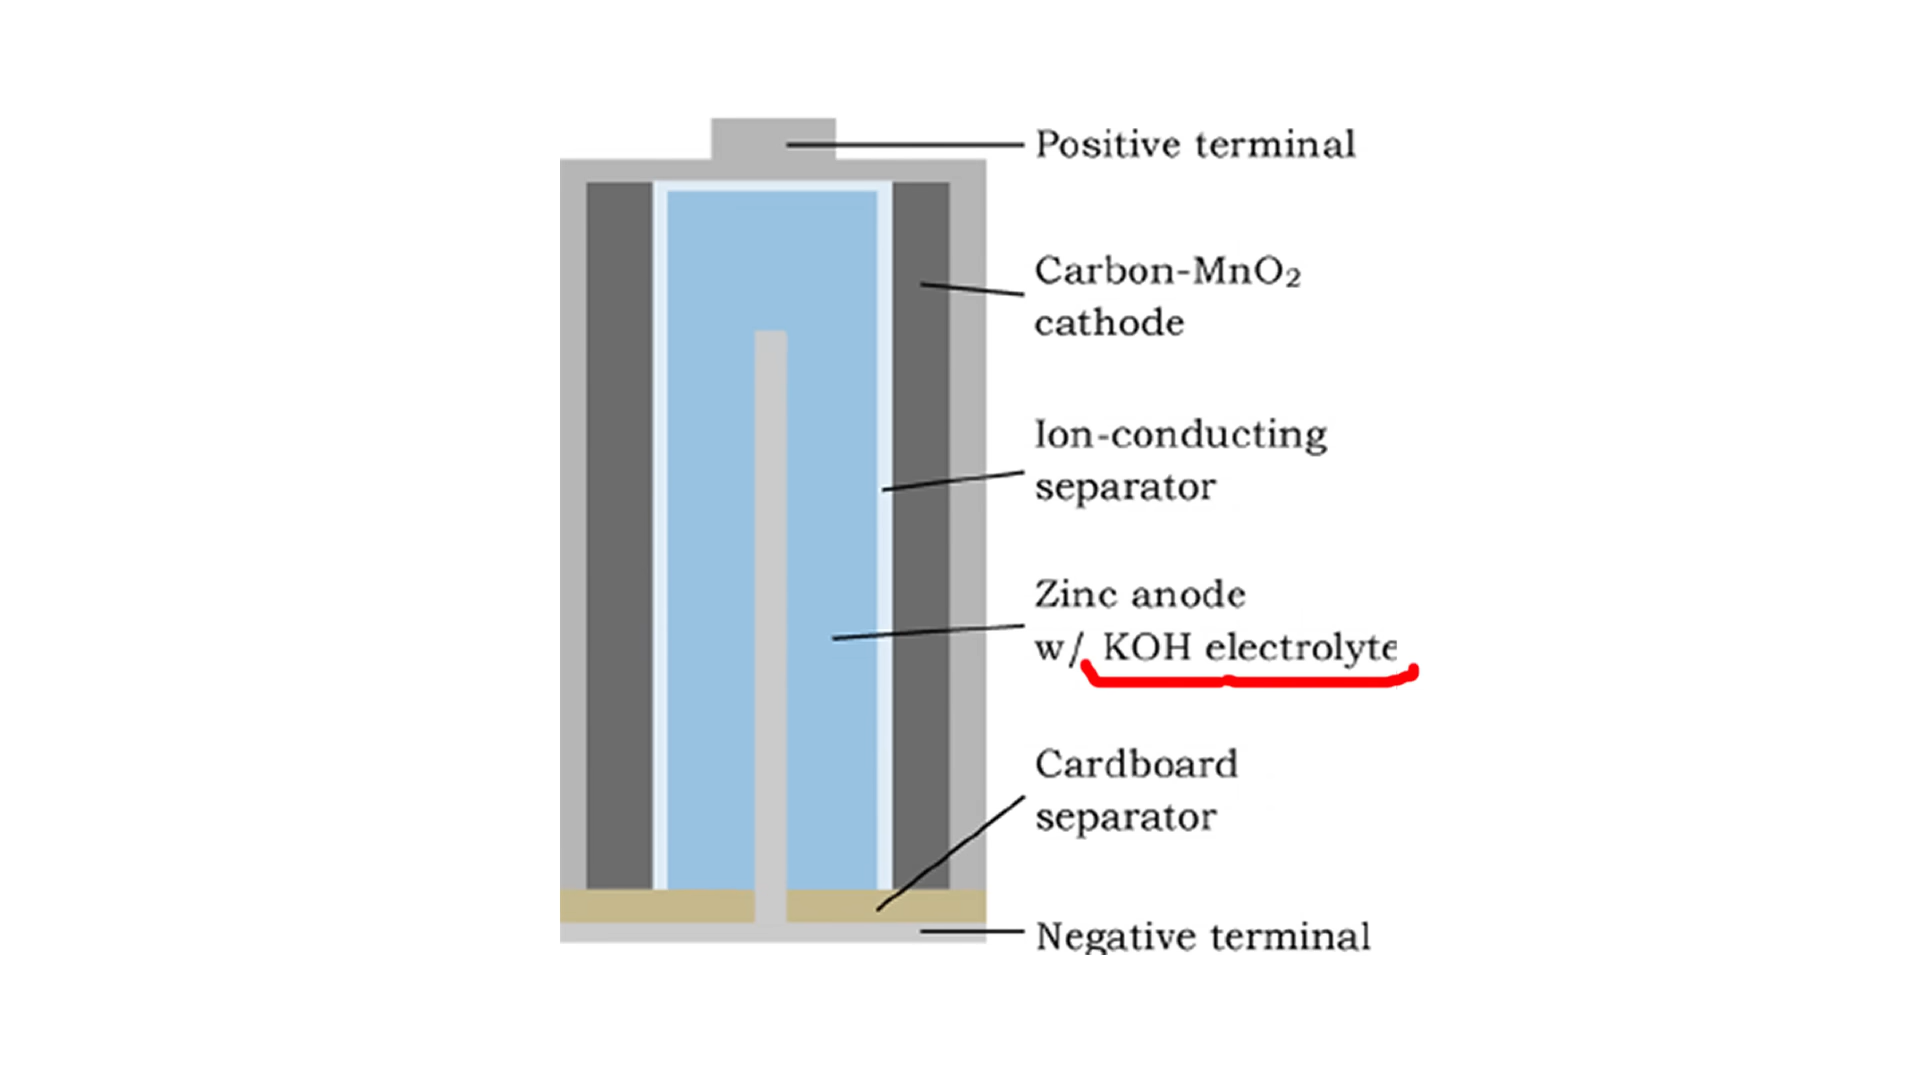 Positive terminal
Carbon-MnO₂
cathode
Ion-conducting
separator
Zinc anode
w/ KOH electrolyte
Cardboard
separator
Negative terminal